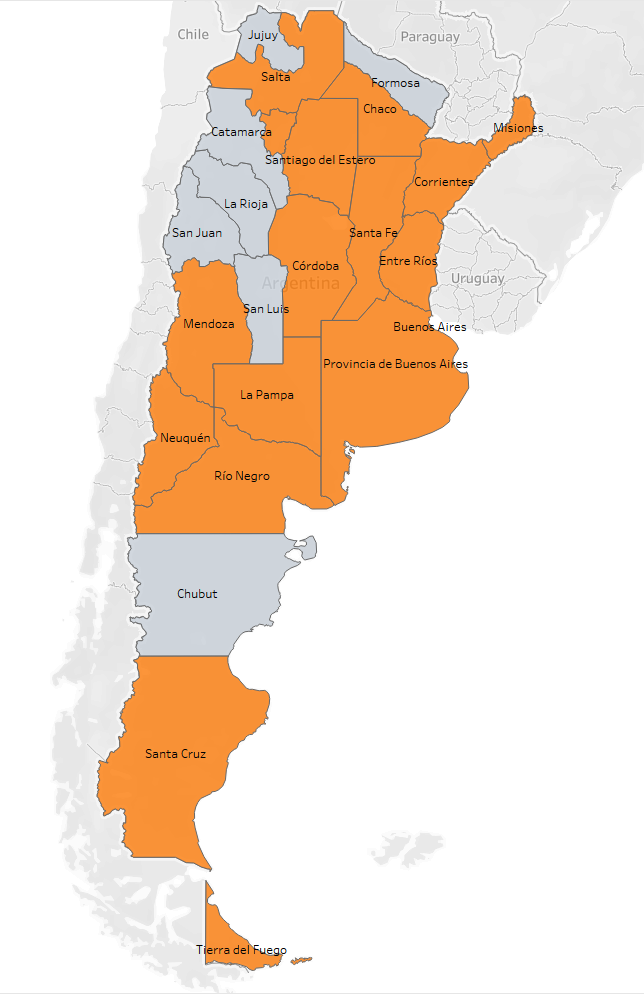 Chile
Jujuy
Paraguay
Salta
Formosa
Chaco
Catamarca
Misiones
Santiago del Estero
Corrientes
La Rioja
San Juan
Santa Fe
Córdoba
Entre Ríos
Argentina
Uruguay
San Luis
Mendoza
Buenos Aires
Provincia de Buenos Aires
La Pampa
Neuquén
Río Negro
Chubut
Santa Cruz
Tierra del Fuego